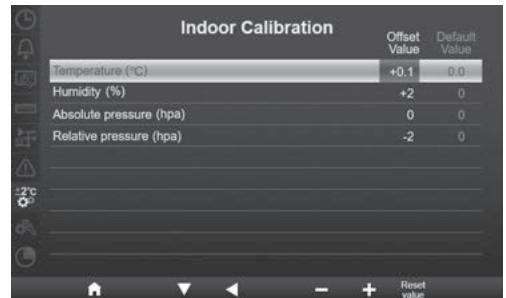 Indoor Calibration
Offset Value
Default Value
Temperature (°C) +0.1 0.0
Humidity (%) +2 0
Absolute pressure (hpa) 0 0
Relative pressure (hpa) -2 0
±2°C
Reset value